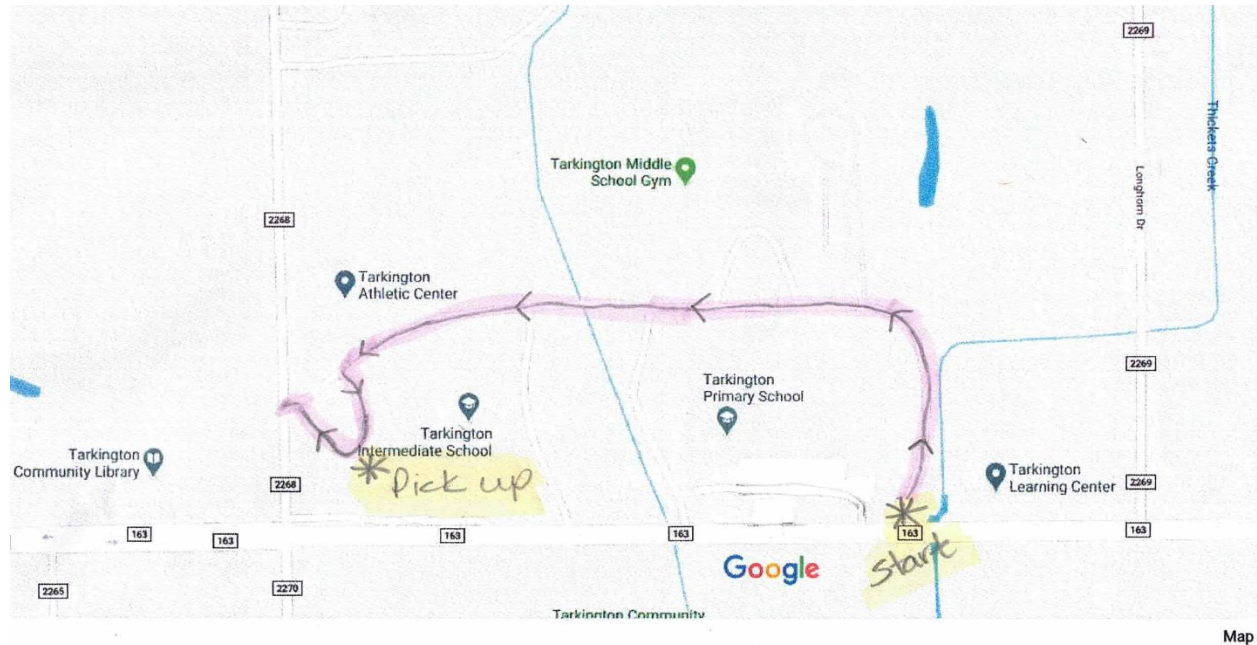 2269
Thickets Creek
Tarkington Middle
School Gym
Longhorn Dr
2268
Tarkington
Athletic Center
2269
Tarkington
Primary School
Tarkington
Intermediate School
Tarkington
Community Library
Pick up
Tarkington
Learning Center
2268
2269
163
163
163
163
163
163
start
Google
2265
2270
Tarkington Community
Map